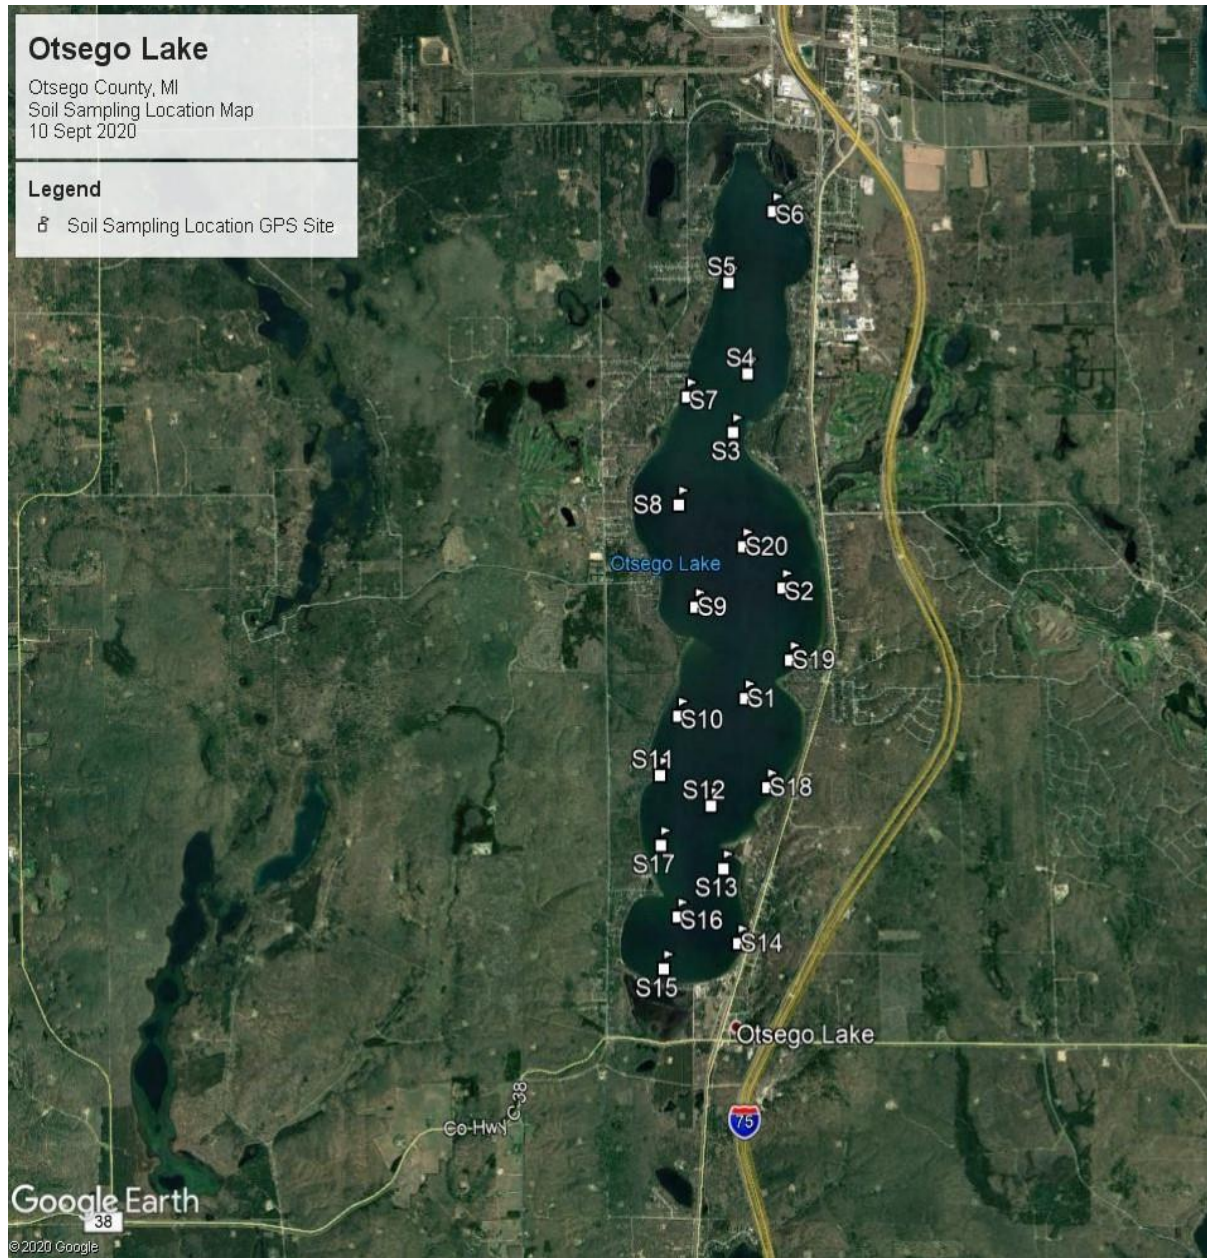 Otsego Lake
Otsego County, MI
Soil Sampling Location Map
10 Sept 2020
Legend
Soil Sampling Location GPS Site
S6
S5
S4
S7
S3
S8
S20
Otsego Lake
S2
S9
S19
S1
S10
S11
S18
S12
S17
S13
S16
S14
S15
Otsego Lake
Co-Hwy C-38
75
Google Earth
38
© 2020 Google